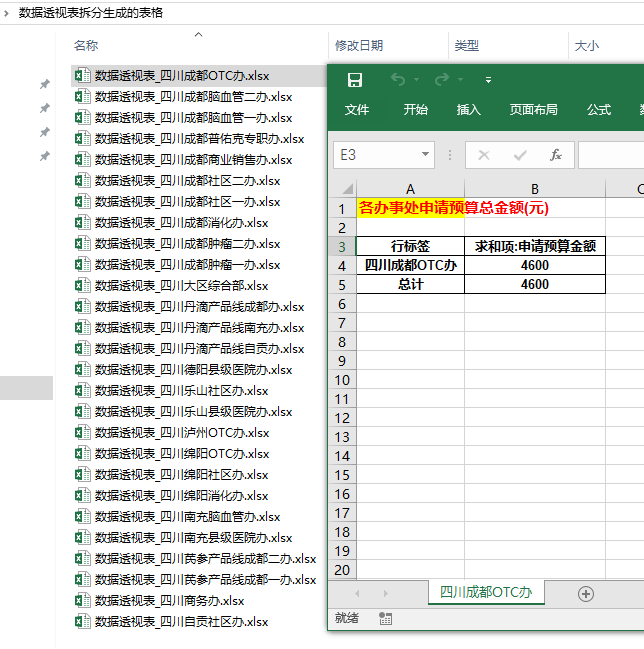 数据透视表拆分生成的表格
名称 修改日期 类型 大小
数据透视表_四川成都OTC办.xlsx
数据透视表_四川成都脑血管二办.xlsx
数据透视表_四川成都脑血管一办.xlsx
数据透视表_四川成都普佑克专职办.xlsx
数据透视表_四川成都商业销售办.xlsx
数据透视表_四川成都社区二办.xlsx
数据透视表_四川成都社区一办.xlsx
数据透视表_四川成都消化办.xlsx
数据透视表_四川成都肿瘤二办.xlsx
数据透视表_四川成都肿瘤一办.xlsx
数据透视表_四川大区综合部.xlsx
数据透视表_四川丹滴产品线成都办.xlsx
数据透视表_四川丹滴产品线南充办.xlsx
数据透视表_四川丹滴产品线自贡办.xlsx
数据透视表_四川德阳县级医院办.xlsx
数据透视表_四川乐山社区办.xlsx
数据透视表_四川乐山县级医院办.xlsx
数据透视表_四川泸州OTC办.xlsx
数据透视表_四川绵阳OTC办.xlsx
数据透视表_四川绵阳社区办.xlsx
数据透视表_四川绵阳消化办.xlsx
数据透视表_四川南充脑血管办.xlsx
数据透视表_四川南充县级医院办.xlsx
数据透视表_四川芪参产品线成都二办.xlsx
数据透视表_四川芪参产品线成都一办.xlsx
数据透视表_四川商务办.xlsx
数据透视表_四川自贡社区办.xlsx
文件 开始 插入 页面布局 公式
E3 fx
A B
1 各办事处申请预算总金额(元)
2
3 行标签 求和项:申请预算金额
4 四川成都OTC办 4600
5 总计 4600
6
7
8
9
10
11
12
13
14
15
16
17
18
19
20
四川成都OTC办
就绪